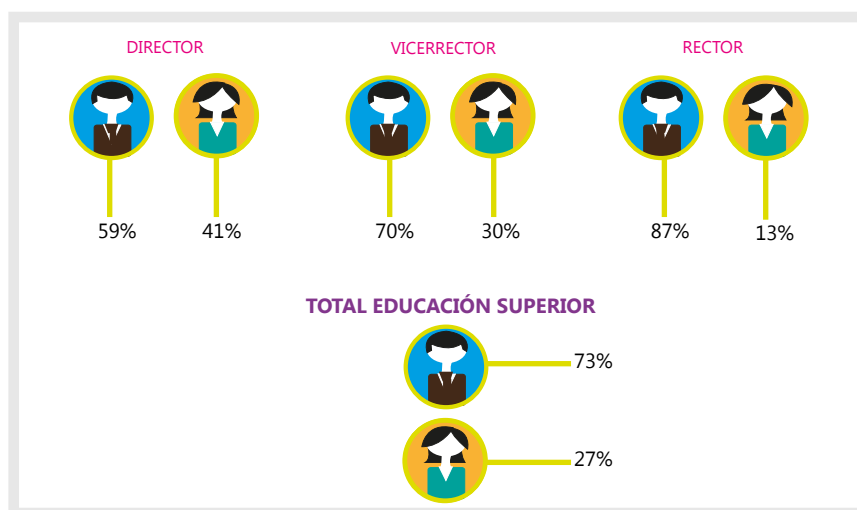 DIRECTOR VICERRECTOR RECTOR
59% 41% 70% 30% 87% 13%
TOTAL EDUCACIÓN SUPERIOR
73%
27%